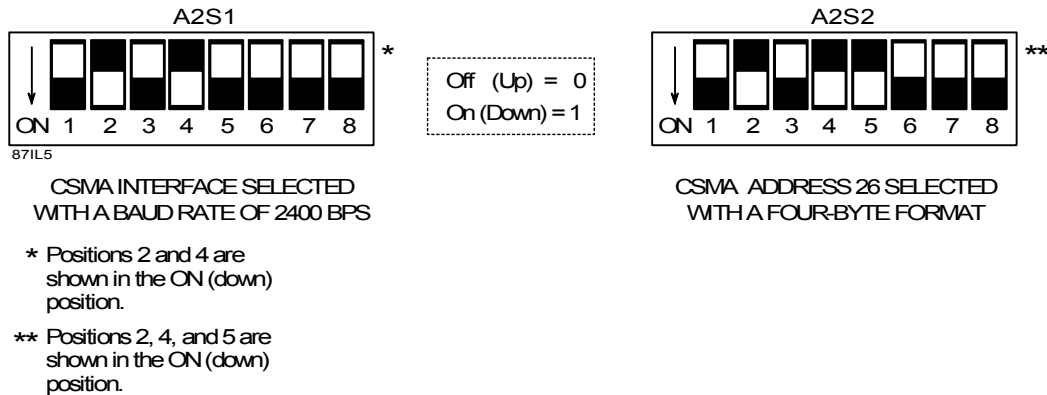 A2S1
*
ON 1 2 3 4 5 6 7 8
87IL5
CSMA INTERFACE SELECTED
WITH A BAUD RATE OF 2400 BPS
Off (Up) = 0
On (Down) = 1
A2S2
**
ON 1 2 3 4 5 6 7 8
CSMA ADDRESS 26 SELECTED
WITH A FOUR-BYTE FORMAT
* Positions 2 and 4 are
shown in the ON (down)
position.
** Positions 2, 4, and 5 are
shown in the ON (down)
position.